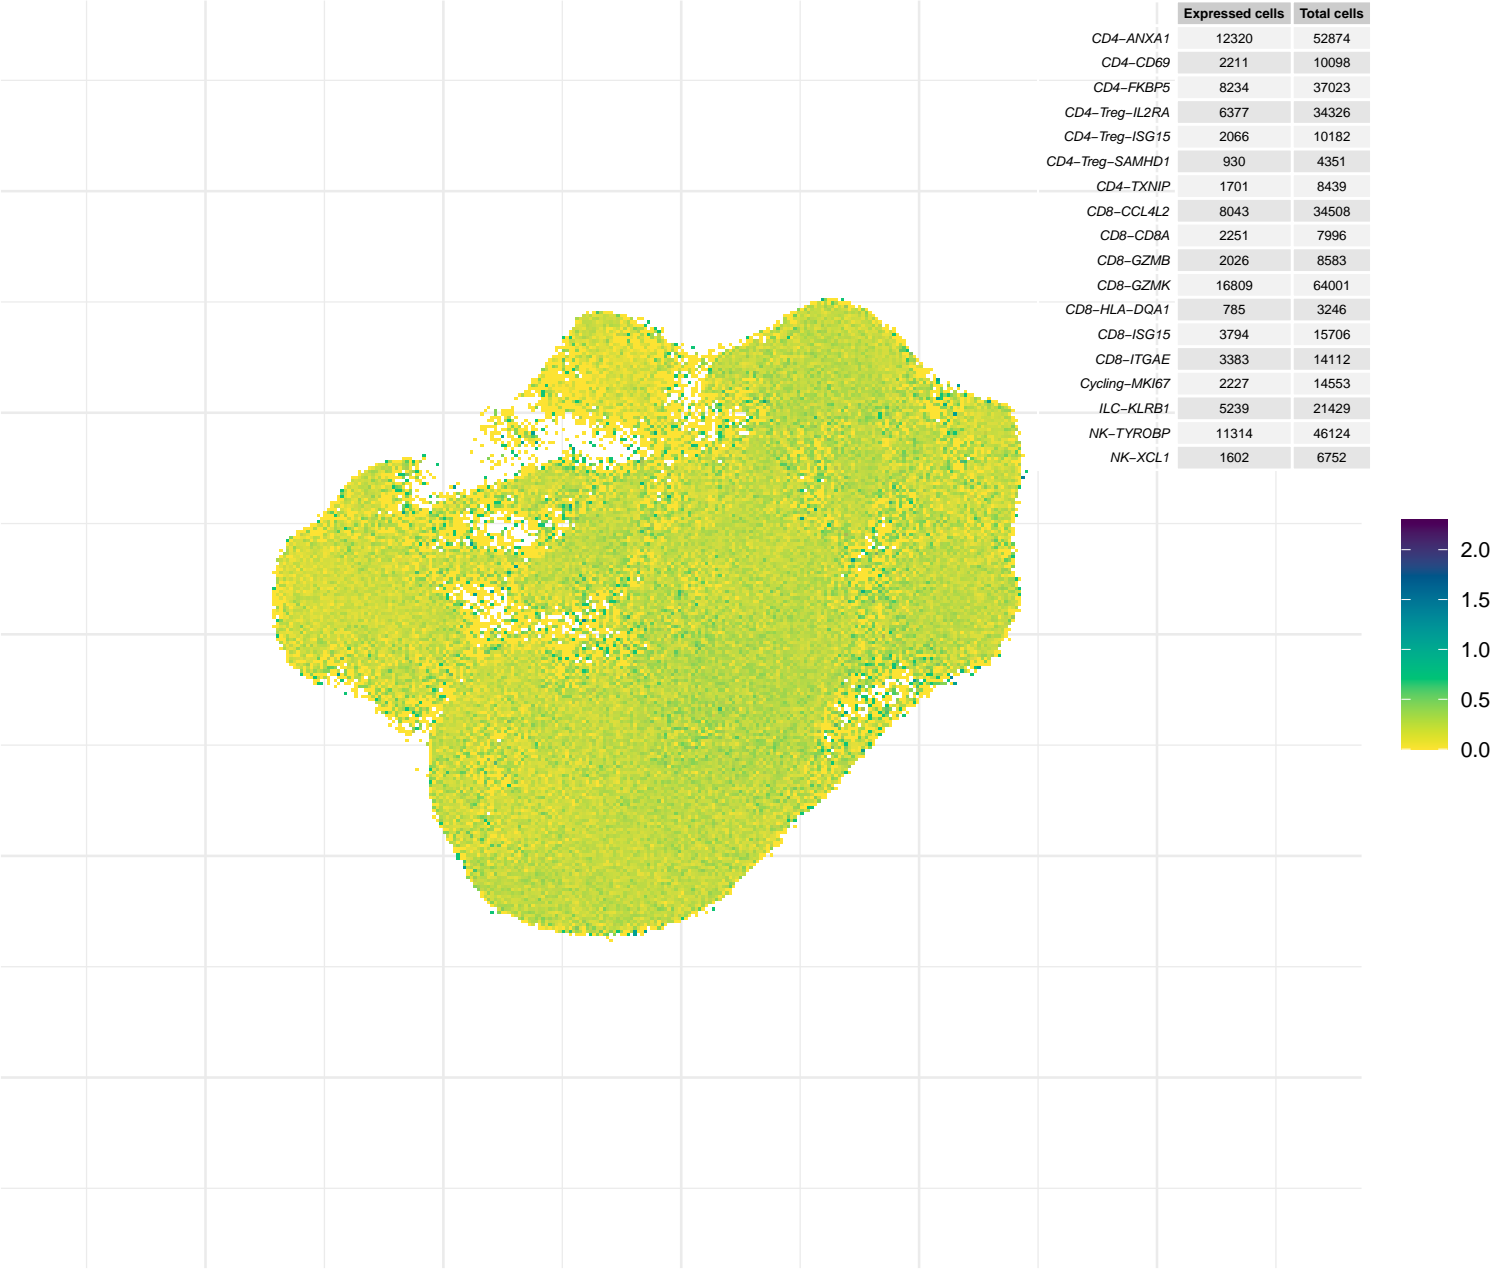 Expressed cells Total cells
CD4−ANXA1 12320 52874
CD4−CD69 2211 10098
CD4−FKBP5 8234 37023
CD4−Treg−IL2RA 6377 34326
CD4−Treg−ISG15 2066 10182
CD4−Treg−SAMHD1 930 4351
CD4−TXNIP 1701 8439
CD8−CCL4L2 8043 34508
CD8−CD8A 2251 7996
CD8−GZMB 2026 8583
CD8−GZMK 16809 64001
CD8−HLA−DQA1 785 3246
CD8−ISG15 3794 15706
CD8−ITGAE 3383 14112
Cycling−MKI67 2227 14553
ILC−KLRB1 5239 21429
NK−TYROBP 11314 46124
NK−XCL1 1602 6752
2.0
1.5
1.0
0.5
0.0